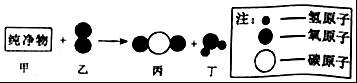 纯净物 + → +
甲 乙 丙 丁
注:
氢原子
氧原子
碳原子